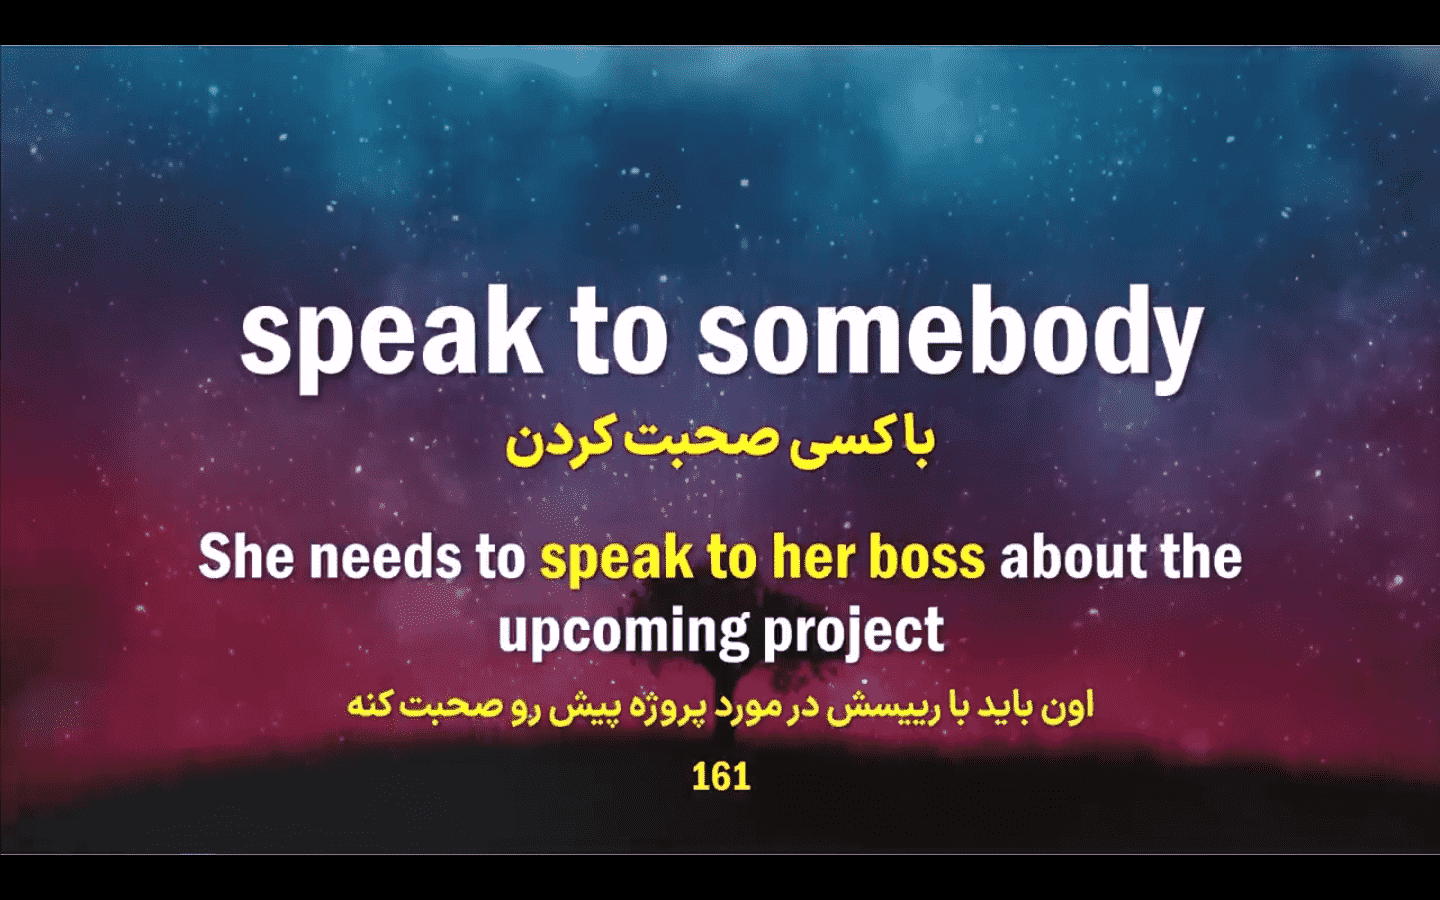 speak to somebody
با کسی صحبت کردن
She needs to speak to her boss about the
upcoming project
اون باید با رییسش در مورد پروژه پیش رو صحبت کنه
161